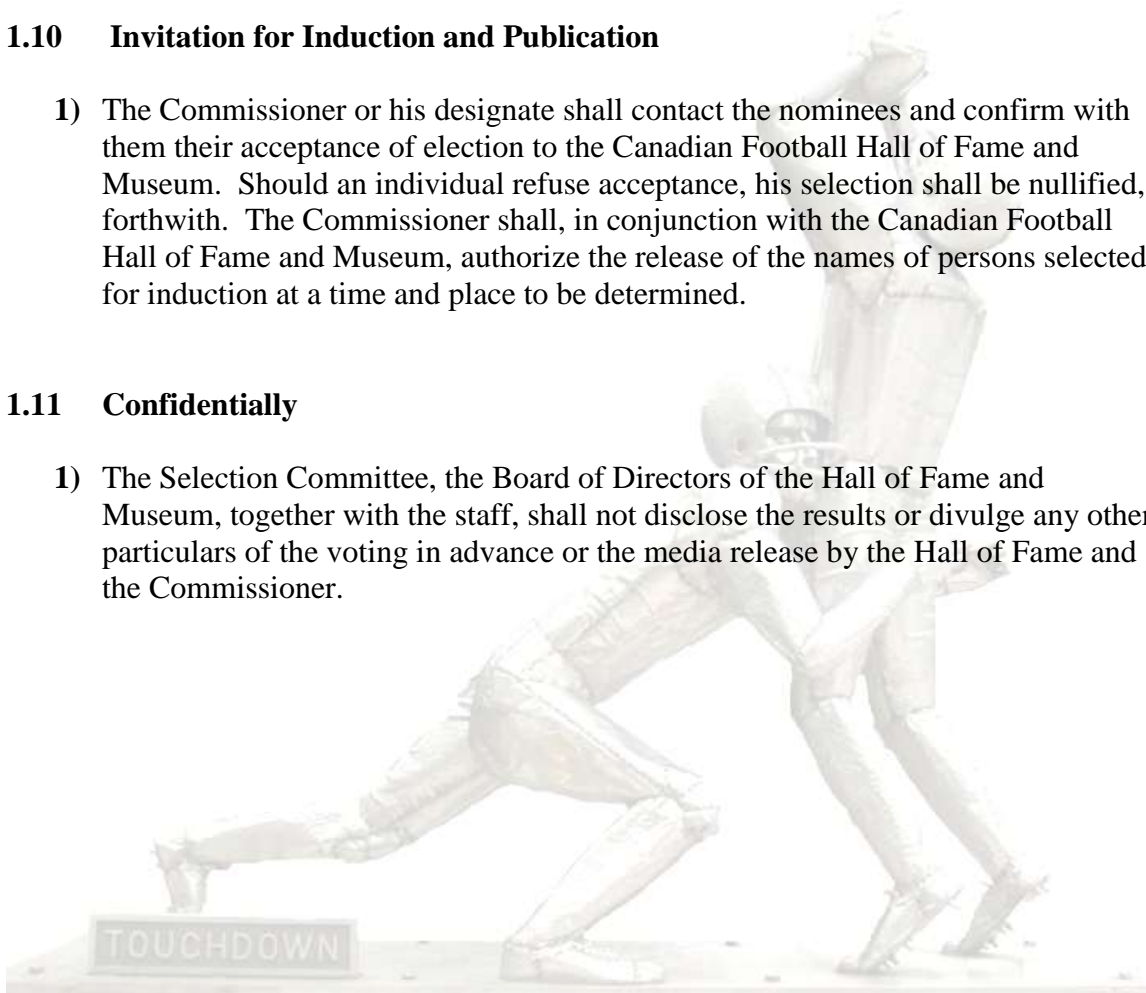 1.10 Invitation for Induction and Publication
1) The Commissioner or his designate shall contact the nominees and confirm with
them their acceptance of election to the Canadian Football Hall of Fame and
Museum. Should an individual refuse acceptance, his selection shall be nullified,
forthwith. The Commissioner shall, in conjunction with the Canadian Football
Hall of Fame and Museum, authorize the release of the names of persons selected
for induction at a time and place to be determined.
1.11 Confidentially
1) The Selection Committee, the Board of Directors of the Hall of Fame and
Museum, together with the staff, shall not disclose the results or divulge any other
particulars of the voting in advance or the media release by the Hall of Fame and
the Commissioner.
TOUCHDOWN